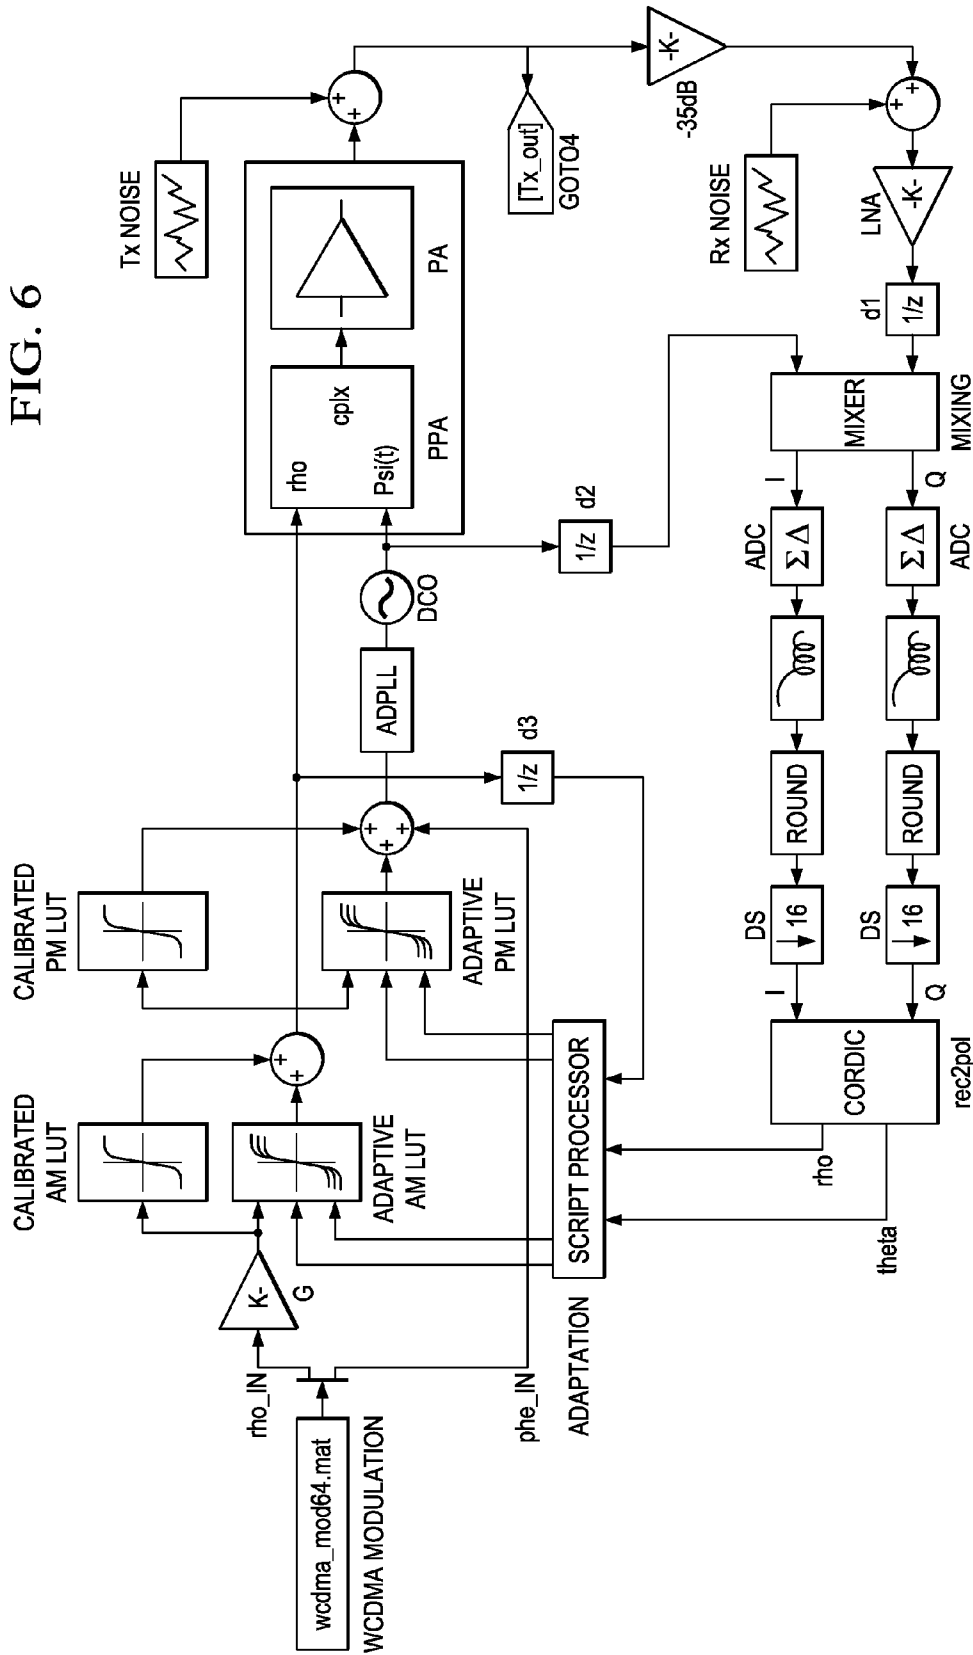 FIG. 6
wcdma_mod64.mat
WCDMA MODULATION
rho_IN
phe_IN
K-
G
CALIBRATED
AM LUT
ADAPTIVE
AM LUT
+
+
CALIBRATED
PM LUT
ADAPTIVE
PM LUT
+
+
+
ADPLL
DCO
rho
Psi(t)
cplx
PPA
PA
Tx NOISE
+
+
[Tx_out]
GOTO4
-K-
-35dB
Rx NOISE
+
+
-K-
LNA
1/z
d1
1/z
d2
1/z
d3
MIXER
MIXING
I
Q
ADC
ΣΔ
ΣΔ
ADC
ROUND
ROUND
DS
16
DS
16
I
Q
CORDIC
rec2pol
rho
theta
SCRIPT PROCESSOR
ADAPTATION